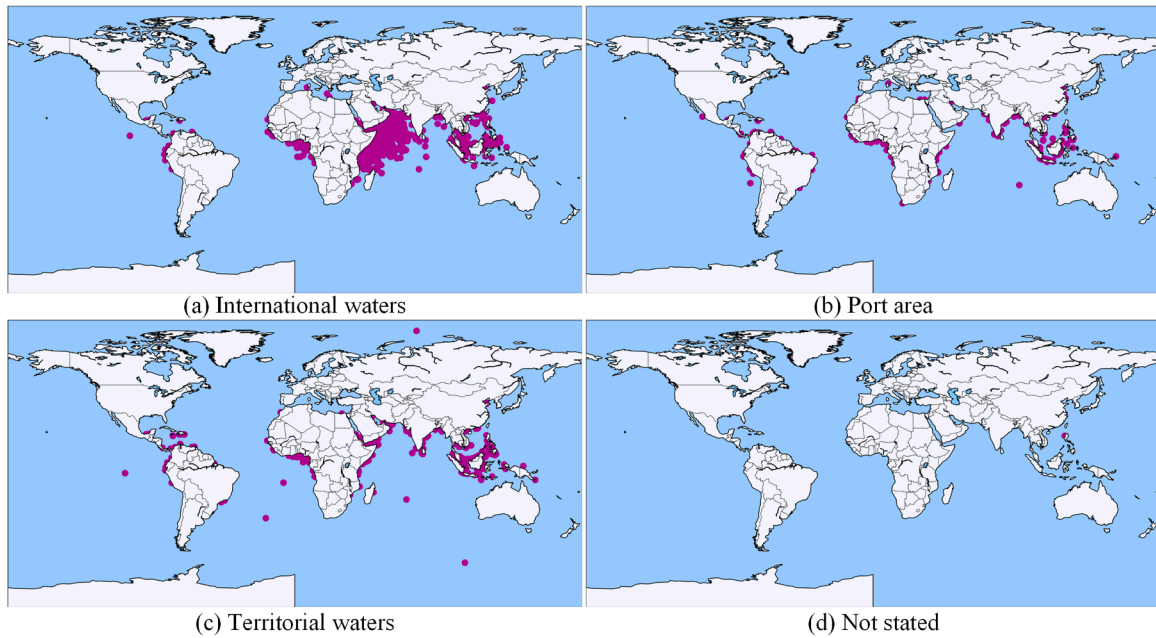 (a) International waters
(b) Port area
(c) Territorial waters
(d) Not stated